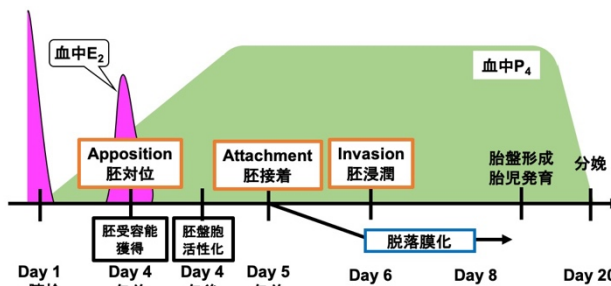 血中E2
血中P4
Apposition
胚対位
Attachment
胚接着
Invasion
胚浸潤
胎盤形成
胎児発育
分娩
胚受容能
獲得
胚盤胞
活性化
脱落膜化
Day 1
Day 4
Day 4
Day 5
Day 6
Day 8
Day 20